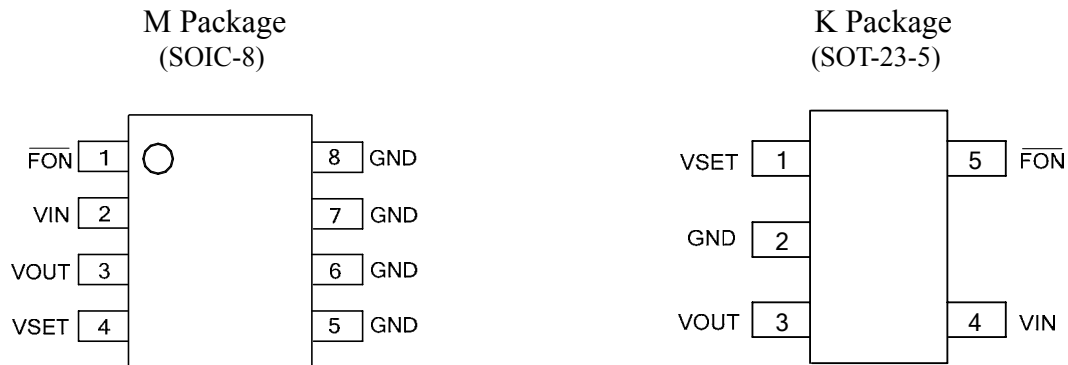 M Package
(SOIC-8)
FON 1
8 GND
VIN 2
7 GND
VOUT 3
6 GND
VSET 4
5 GND
K Package
(SOT-23-5)
VSET 1
5 FON
GND 2
VOUT 3
4 VIN